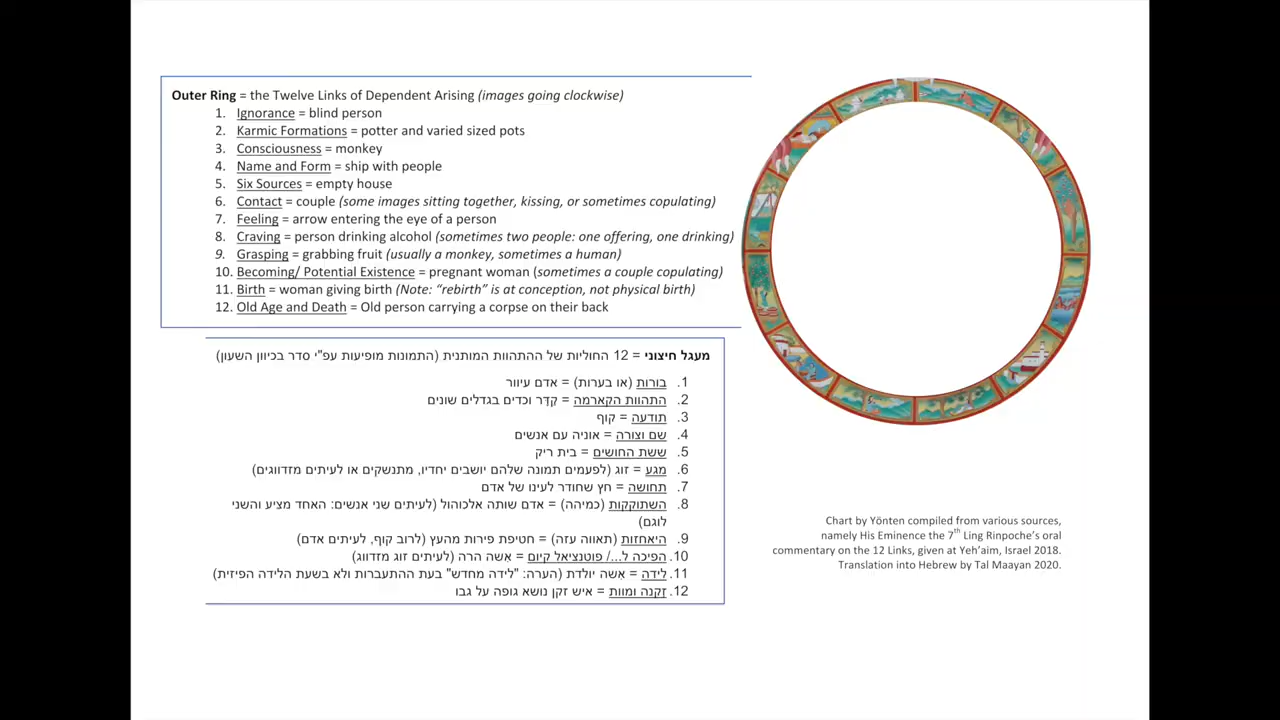 Outer Ring = the Twelve Links of Dependent Arising (images going clockwise)
1. Ignorance = blind person
2. Karmic Formations = potter and varied sized pots
3. Consciousness = monkey
4. Name and Form = ship with people
5. Six Sources = empty house
6. Contact = couple (some images sitting together, kissing, or sometimes copulating)
7. Feeling = arrow entering the eye of a person
8. Craving = person drinking alcohol (sometimes two people: one offering, one drinking)
9. Grasping = grabbing fruit (usually a monkey, sometimes a human)
10. Becoming/ Potential Existence = pregnant woman (sometimes a couple copulating)
11. Birth = woman giving birth (Note: “rebirth” is at conception, not physical birth)
12. Old Age and Death = Old person carrying a corpse on their back
מעגל חיצוני = 12 החוליות של ההתהוות המותנית (התמונות מופיעות עפ"י סדר בכיוון השעון)
1. בורות (או בערות) = אדם עיוור
2. התהוות הקארמה = קַדָּר וכדים בגדלים שונים
3. תודעה = קוף
4. שם וצורה = אוניה עם אנשים
5. ששת החושים = בית ריק
6. מגע = זוג (לפעמים תמונה שלהם יושבים יחדיו, מתנשקים או לעיתים מזדווגים)
7. תחושה = חץ שחודר לעינו של אדם
8. השתוקקות (כמיהה) = אדם שותה אלכוהול (לעיתים שני אנשים: האחד מציע והשני
לוגם)
9. היאחזות (תאווה עזה) = חטיפת פירות מהעץ (לרוב קוף, לעיתים אדם)
10. הפיכה ל.../ פוטנציאל קיום = אִשה הרה (לעיתים זוג מזדווג)
11. לידה = אִשה יולדת (הערה: "לידה מחדש" בעת ההתעברות ולא בשעת הלידה הפיזית)
12. זִקנה ומוות = איש זקן נושא גופה על גבו
Chart by Yönten compiled from various sources,
namely His Eminence the 7th Ling Rinpoche's oral
commentary on the 12 Links, given at Yeh'aim, Israel 2018.
Translation into Hebrew by Tal Maayan 2020.